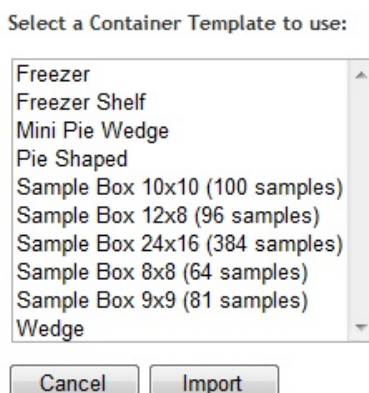 Select a Container Template to use:
Freezer
Freezer Shelf
Mini Pie Wedge
Pie Shaped
Sample Box 10x10 (100 samples)
Sample Box 12x8 (96 samples)
Sample Box 24x16 (384 samples)
Sample Box 8x8 (64 samples)
Sample Box 9x9 (81 samples)
Wedge
Cancel Import